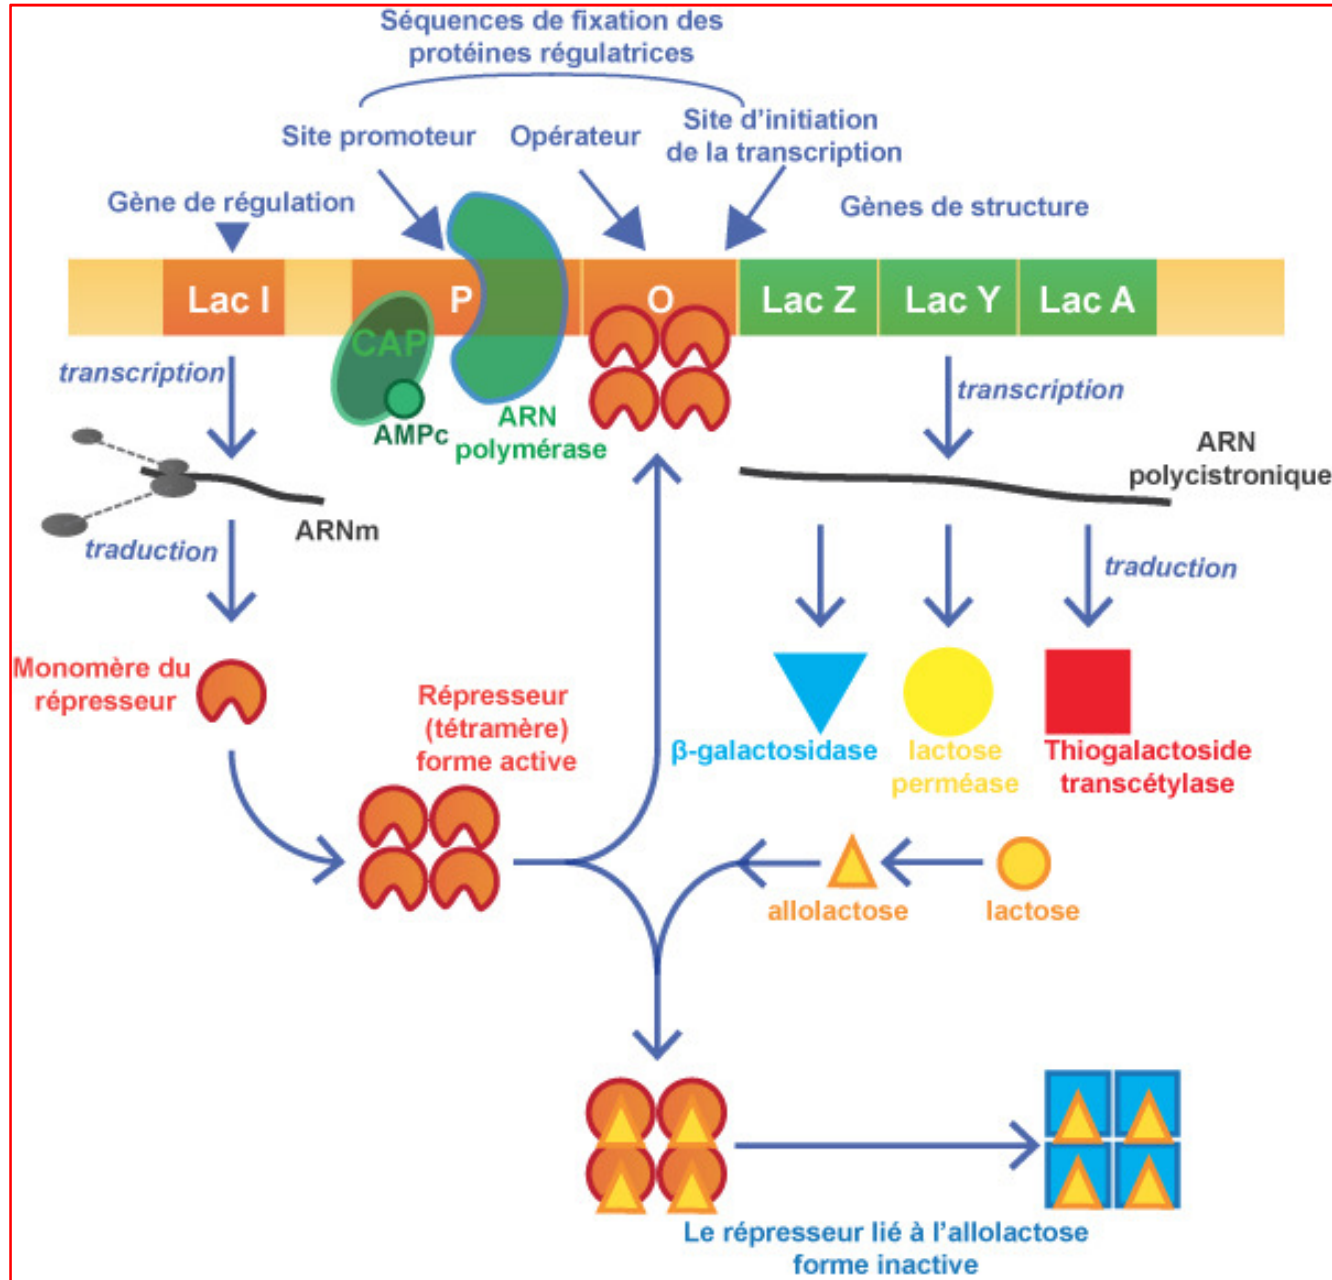 Séquences de fixation des
protéines régulatrices
Site promoteur
Opérateur
Site d'initiation
de la transcription
Gène de régulation
Gènes de structure
Lac I
P
O
Lac Z
Lac Y
Lac A
CAP
AMPc
ARN
polymérase
transcription
transcription
ARN
polycistronique
ARNm
traduction
traduction
Monomère du
répresseur
Répresseur
(tétramère)
forme active
β-galactosidase
lactose
perméase
Thiogalactoside
transcétylase
allolactose
lactose
Le répresseur lié à l'allolactose
forme inactive